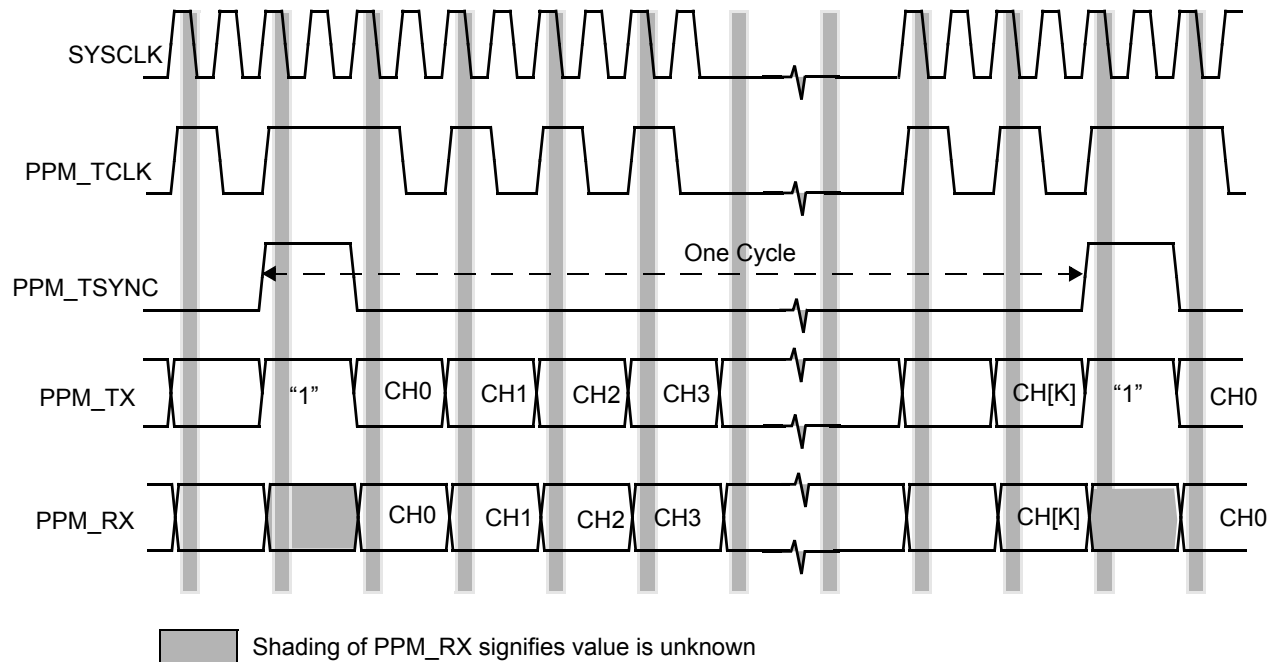 SYSCLK
PPM_TCLK
One Cycle
PPM_TSYNC
PPM_TX “1” CH0 CH1 CH2 CH3 CH[K] “1” CH0
PPM_RX CH0 CH1 CH2 CH3 CH[K] CH0
Shading of PPM_RX signifies value is unknown